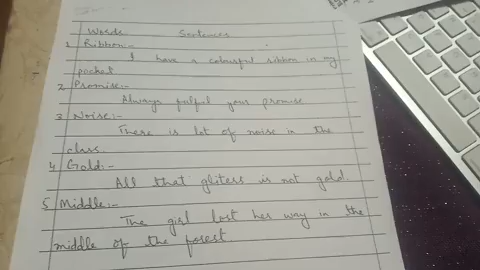 Words Sentences
1 Ribbon:-
I have a colourful ribbon in my
pocket
2 Promise:-
Always fulful your promise
3 Noise:-
There is lot of noise in the
class.
4 Gold:-
All that gliters is not gold.
5 Middle:-
The girl lost her way in the
middle of the forest